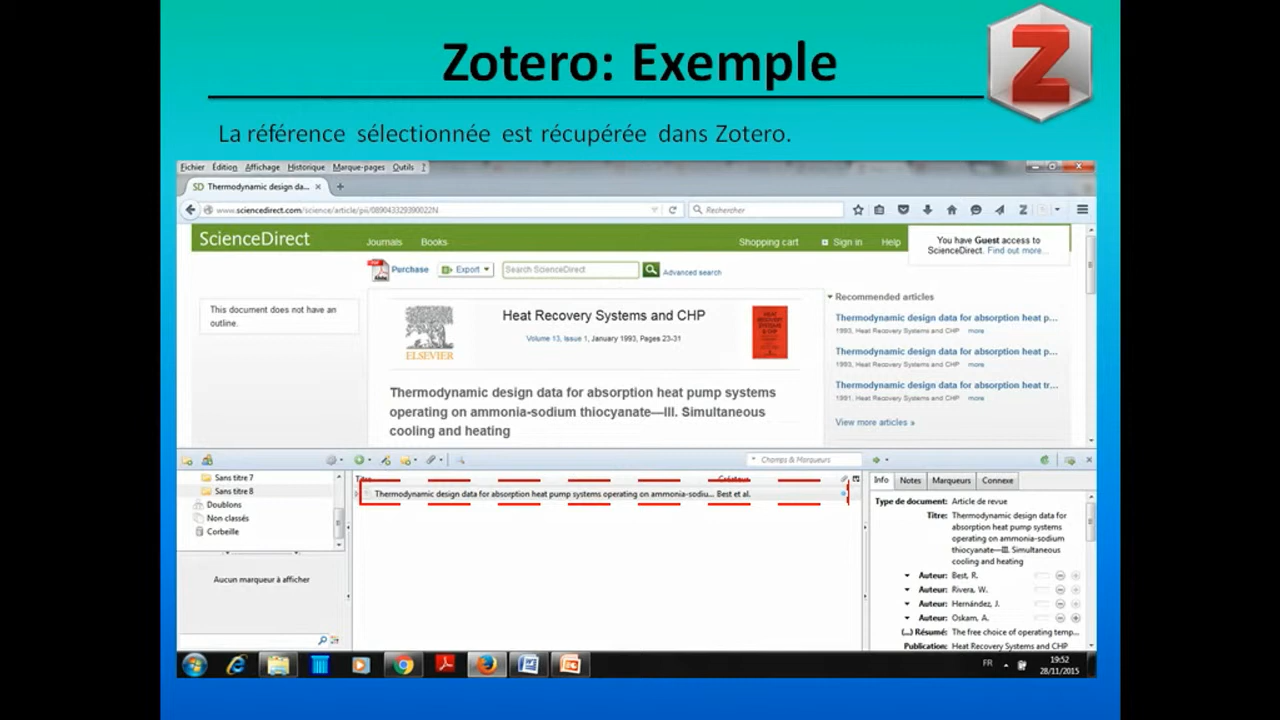 Zotero: Exemple
La référence sélectionnée est récupérée dans Zotero.
Fichier Édition Affichage Historique Marque-pages Outils ?
SD Thermodynamic design da... × +
www.sciencedirect.com/science/article/pii/089043329390022N
Rechercher
ScienceDirect Journals Books Shopping cart Sign in Help
You have Guest access to
ScienceDirect. Find out more...
Purchase Export Search ScienceDirect Advanced search
This document does not have an
outline.
ELSEVIER
Heat Recovery Systems and CHP
Volume 13, Issue 1, January 1993, Pages 23-31
Thermodynamic design data for absorption heat pump systems
operating on ammonia-sodium thiocyanate—III. Simultaneous
cooling and heating
Recommended articles
Thermodynamic design data for absorption heat p...
1993, Heat Recovery Systems and CHP more
Thermodynamic design data for absorption heat p...
1993, Heat Recovery Systems and CHP more
Thermodynamic design data for absorption heat tr...
1991, Heat Recovery Systems and CHP more
View more articles »
Champs & Marqueurs
Sans titre 7
Sans titre 8
Doublons
Non classés
Corbeille
Aucun marqueur à afficher
Titre Créateur
Thermodynamic design data for absorption heat pump systems operating on ammonia-sodiu... Best et al.
Info Notes Marqueurs Connexe
Type de document: Article de revue
Titre: Thermodynamic design data for
absorption heat pump systems
operating on ammonia-sodium
thiocyanate—III. Simultaneous
cooling and heating
Auteur: Best, R.
Auteur: Rivera, W.
Auteur: Hernández, J.
Auteur: Oskam, A.
(...) Résumé: The free choice of operating temp...
Publication: Heat Recovery Systems and CHP
FR 19:52
28/11/2015